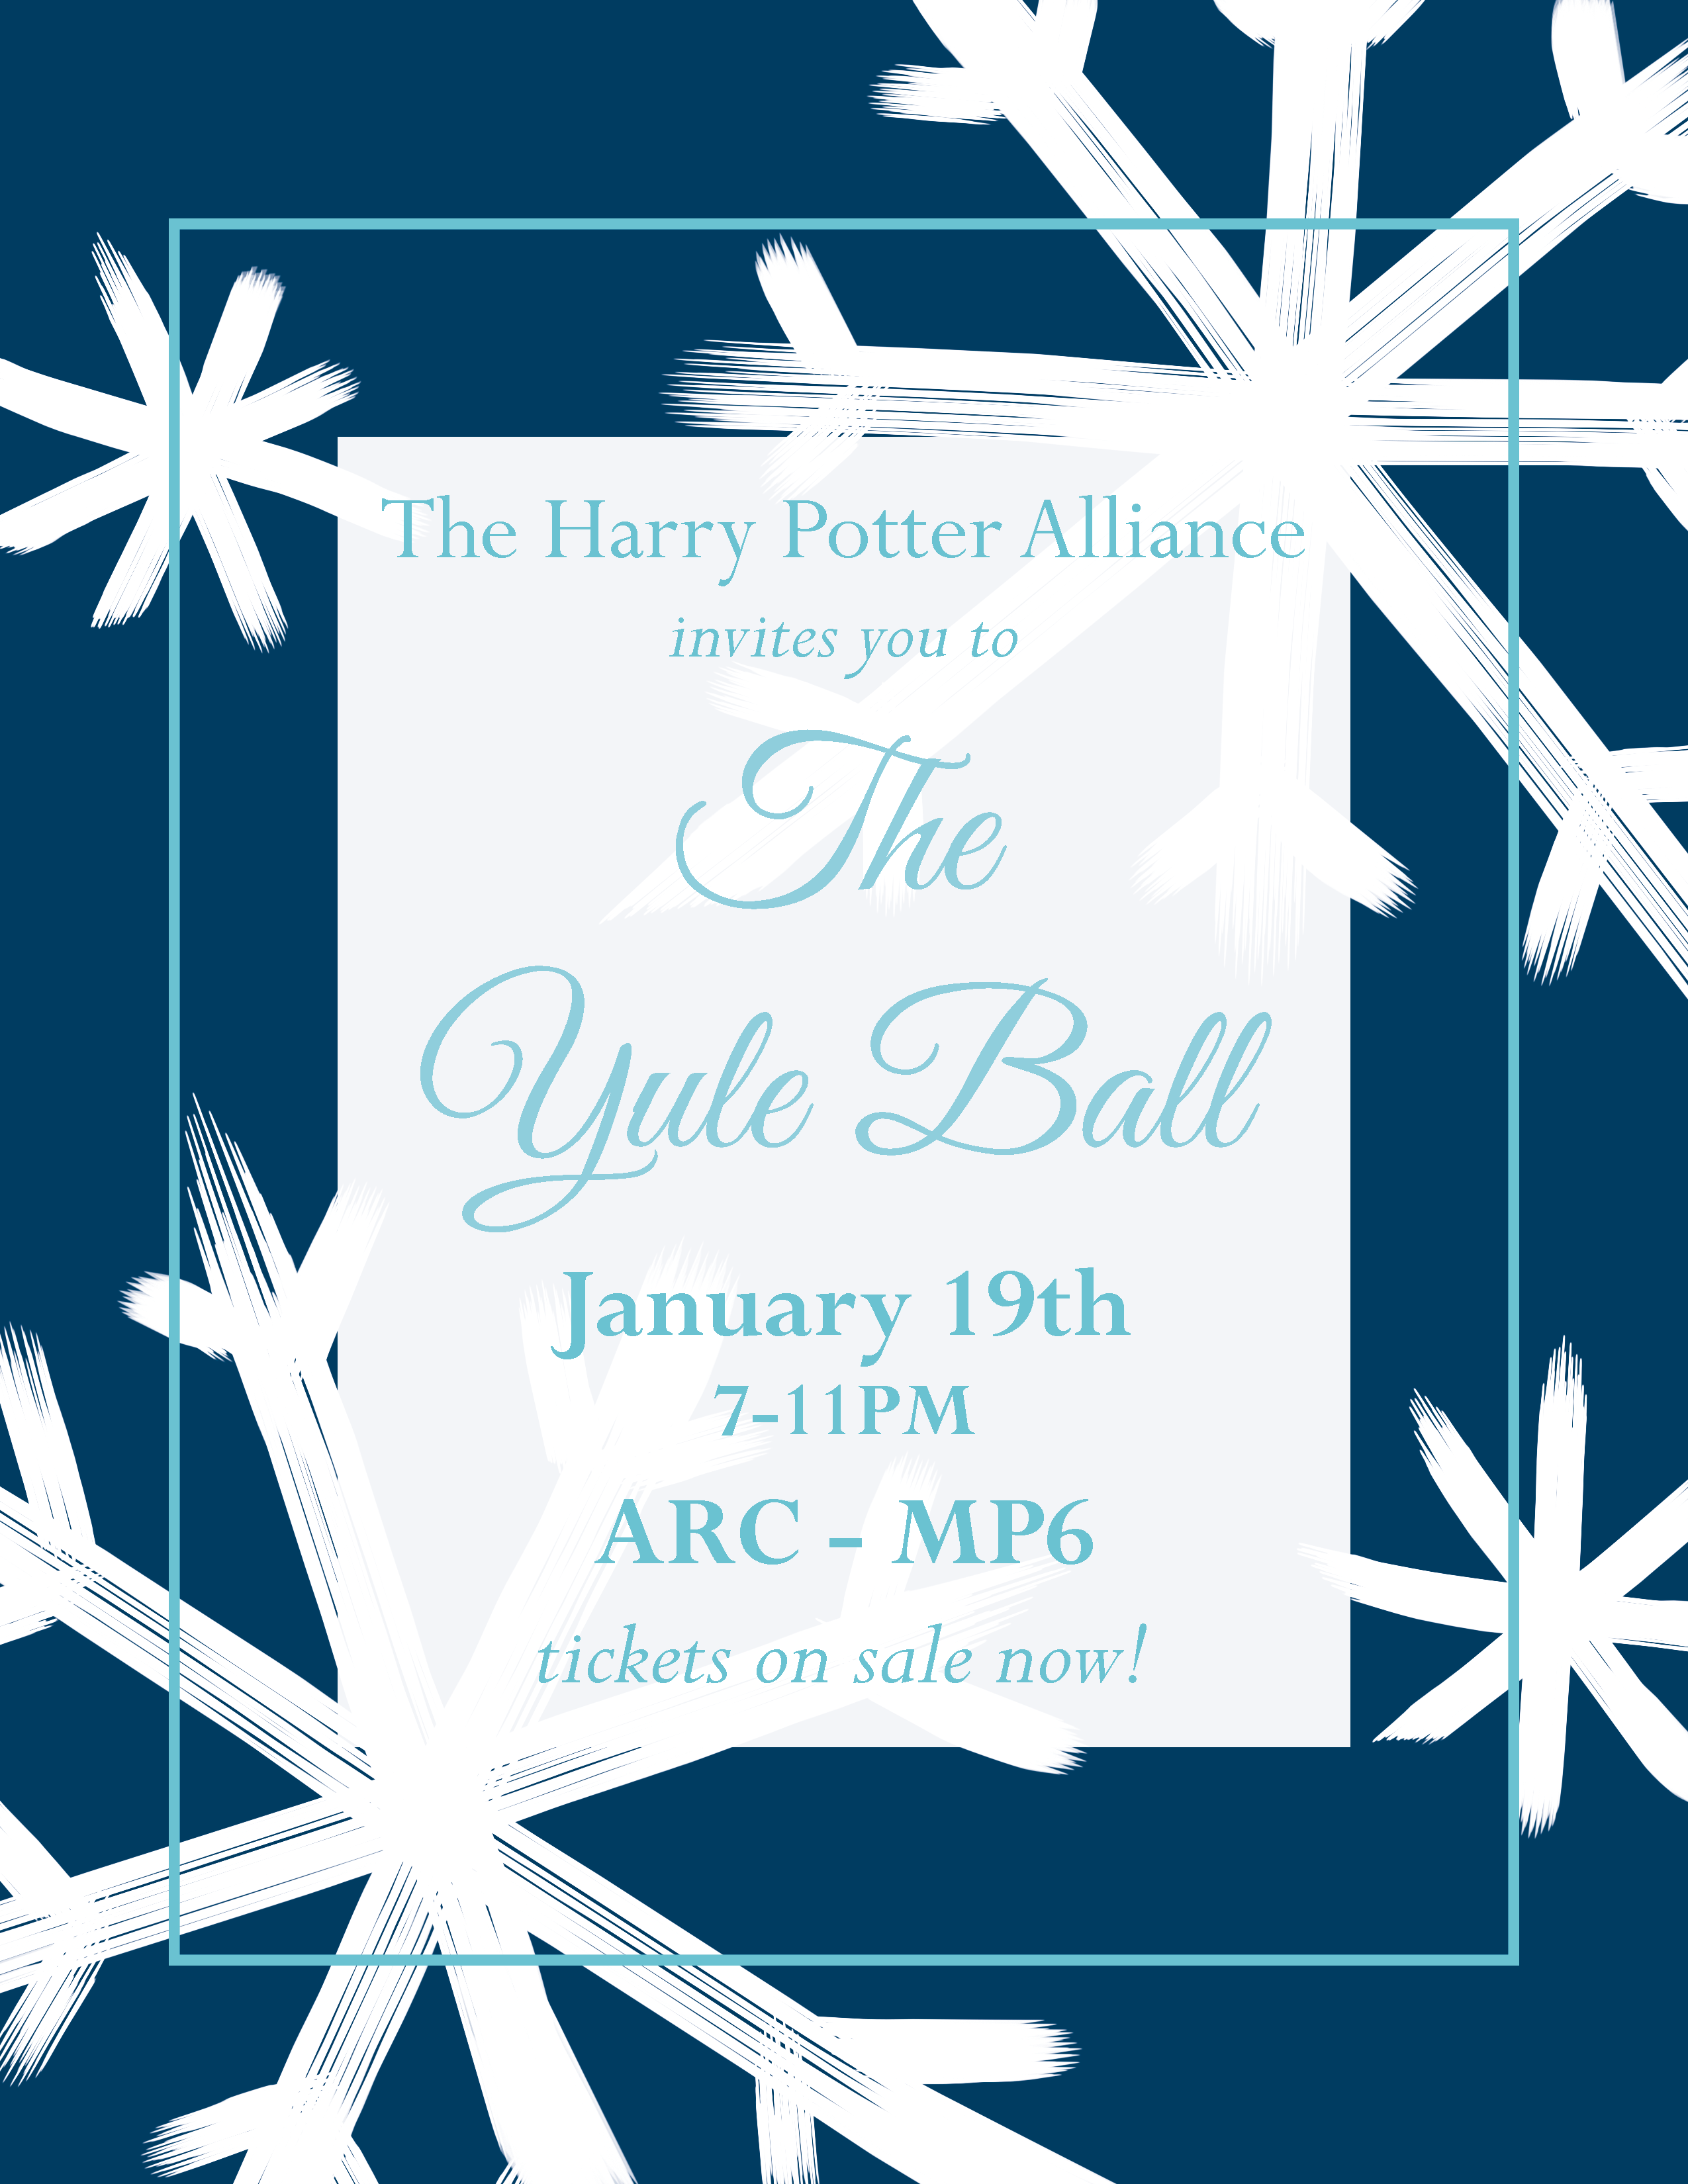 The Harry Potter Alliance
invites you to
The
Yule Ball
January 19th
7-11PM
ARC - MP6
tickets on sale now!